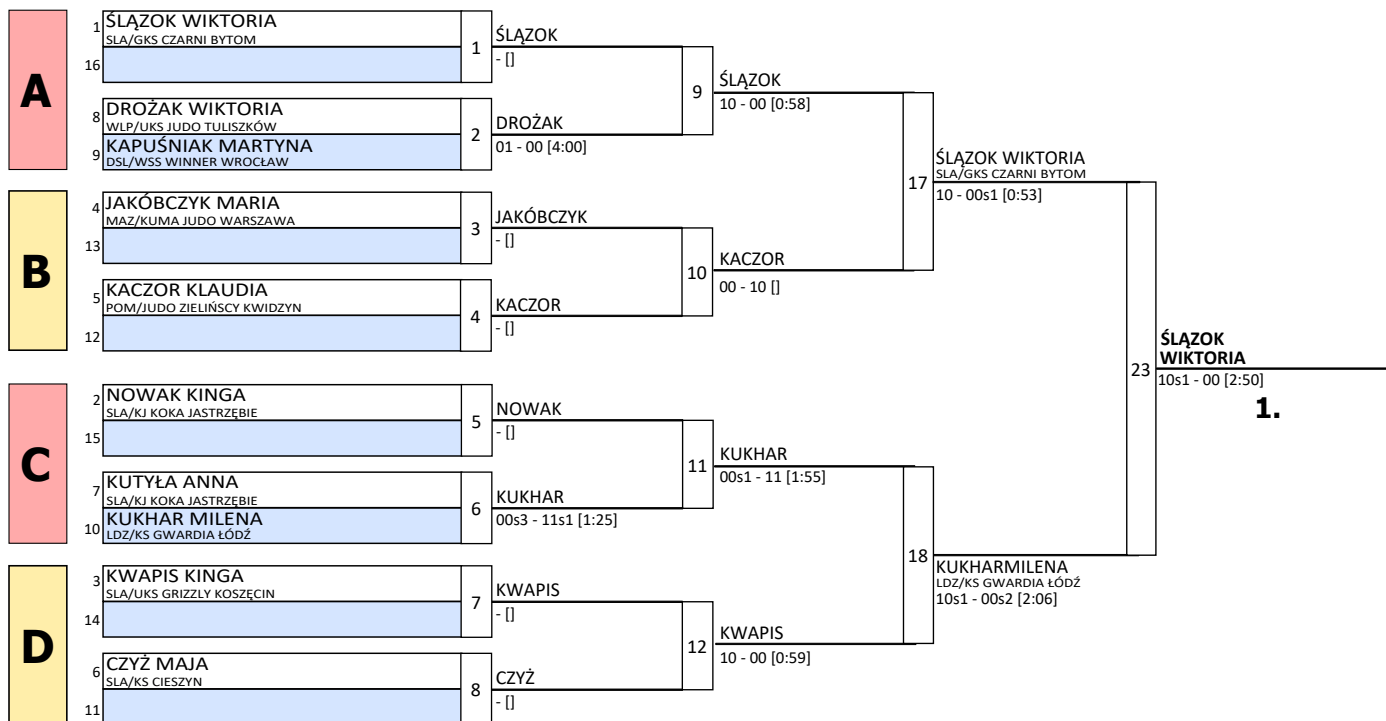 A
1 ŚLĄZOK WIKTORIA
SLA/GKS CZARNI BYTOM
16
1
ŚLĄZOK
- []
8 DROŻAK WIKTORIA
WLP/UKS JUDO TULISZKÓW
9 KAPUŚNIAK MARTYNA
DSL/WSS WINNER WROCŁAW
2
DROŻAK
01 - 00 [4:00]
9
ŚLĄZOK
10 - 00 [0:58]
B
4 JAKÓBCZYK MARIA
MAZ/KUMA JUDO WARSZAWA
13
3
JAKÓBCZYK
- []
5 KACZOR KLAUDIA
POM/JUDO ZIELIŃSCY KWIDZYN
12
4
KACZOR
- []
10
KACZOR
00 - 10 []
17
ŚLĄZOK WIKTORIA
SLA/GKS CZARNI BYTOM
10 - 00s1 [0:53]
C
2 NOWAK KINGA
SLA/KJ KOKA JASTRZĘBIE
15
5
NOWAK
- []
7 KUTYŁA ANNA
SLA/KJ KOKA JASTRZĘBIE
10 KUKHAR MILENA
LDZ/KS GWARDIA ŁÓDŹ
6
KUKHAR
00s3 - 11s1 [1:25]
11
KUKHAR
00s1 - 11 [1:55]
D
3 KWAPIS KINGA
SLA/UKS GRIZZLY KOSZĘCIN
14
7
KWAPIS
- []
6 CZYŻ MAJA
SLA/KS CIESZYN
11
8
CZYŻ
- []
12
KWAPIS
10 - 00 [0:59]
18
KUKHARMILENA
LDZ/KS GWARDIA ŁÓDŹ
10s1 - 00s2 [2:06]
23
ŚLĄZOK
WIKTORIA
10s1 - 00 [2:50]
1.